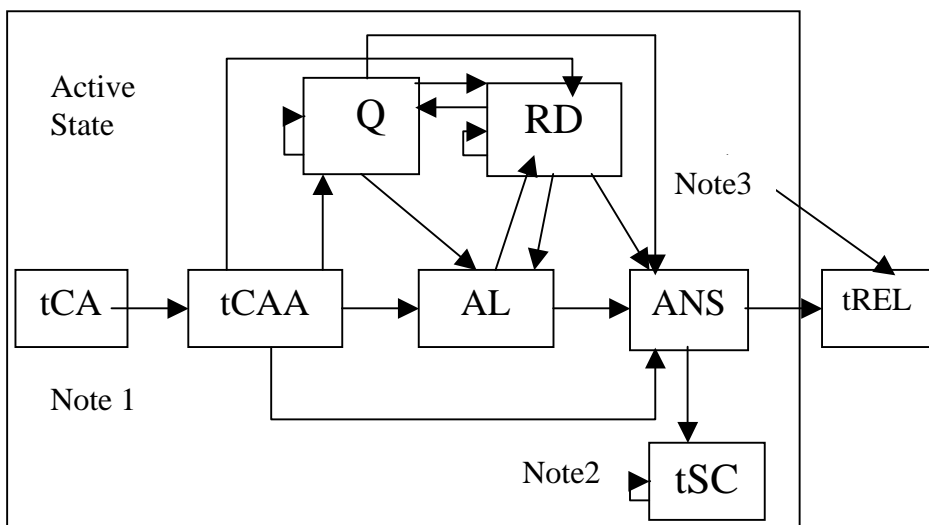 Active
State
Q
RD
Note3
tCA
tCAA
AL
ANS
tREL
Note 1
Note2
tSC